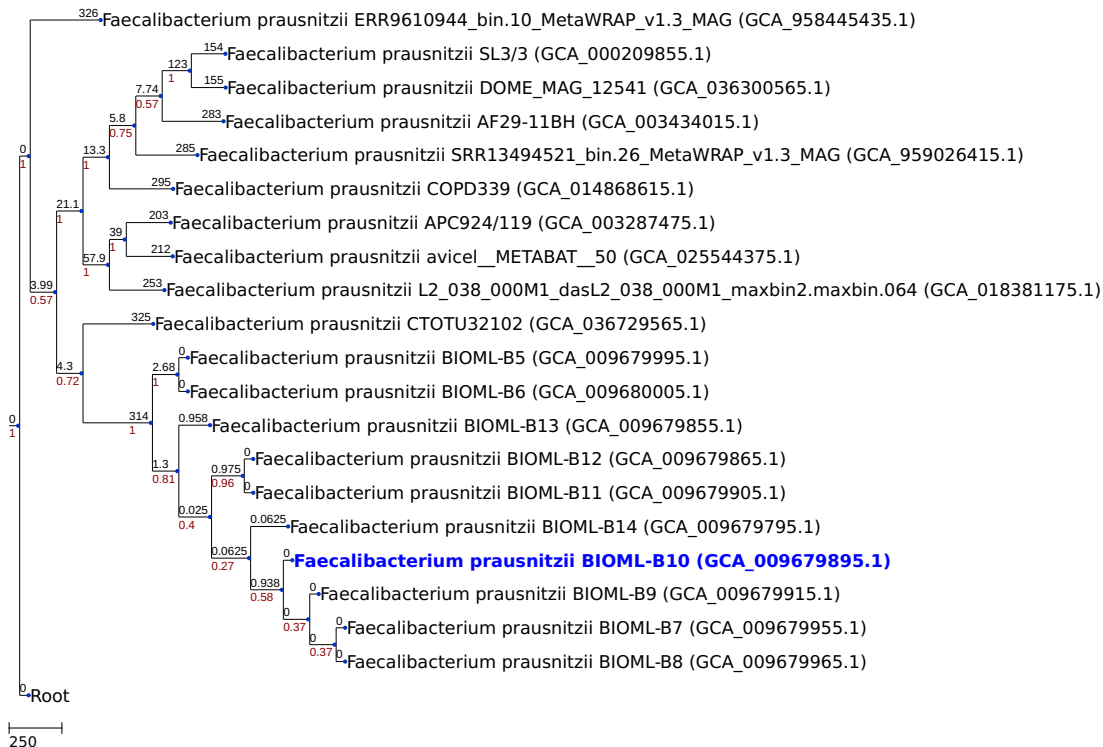 326 Faecalibacterium prausnitzii ERR9610944_bin.10_MetaWRAP_v1.3_MAG (GCA_958445435.1)
154 Faecalibacterium prausnitzii SL3/3 (GCA_000209855.1)
123
1
155 Faecalibacterium prausnitzii DOME_MAG_12541 (GCA_036300565.1)
7.74
0.57
283 Faecalibacterium prausnitzii AF29-11BH (GCA_003434015.1)
5.8
0.75
285 Faecalibacterium prausnitzii SRR13494521_bin.26_MetaWRAP_v1.3_MAG (GCA_959026415.1)
0
1
13.3
1
295 Faecalibacterium prausnitzii COPD339 (GCA_014868615.1)
21.1
1
203 Faecalibacterium prausnitzii APC924/119 (GCA_003287475.1)
39
1
212 Faecalibacterium prausnitzii avicel__METABAT__50 (GCA_025544375.1)
57.9
1
253 Faecalibacterium prausnitzii L2_038_000M1_dasL2_038_000M1_maxbin2.maxbin.064 (GCA_018381175.1)
3.99
0.57
325 Faecalibacterium prausnitzii CTOTU32102 (GCA_036729565.1)
0 Faecalibacterium prausnitzii BIOML-B5 (GCA_009679995.1)
4.3
0.72
2.68
1
0 Faecalibacterium prausnitzii BIOML-B6 (GCA_009680005.1)
0
1
314
1
0.958 Faecalibacterium prausnitzii BIOML-B13 (GCA_009679855.1)
0 Faecalibacterium prausnitzii BIOML-B12 (GCA_009679865.1)
1.3
0.81
0.975
0.96
0 Faecalibacterium prausnitzii BIOML-B11 (GCA_009679905.1)
0.025
0.4
0.0625 Faecalibacterium prausnitzii BIOML-B14 (GCA_009679795.1)
0.0625
0.27
0 Faecalibacterium prausnitzii BIOML-B10 (GCA_009679895.1)
0.938
0.58
0 Faecalibacterium prausnitzii BIOML-B9 (GCA_009679915.1)
0
0.37
0 Faecalibacterium prausnitzii BIOML-B7 (GCA_009679955.1)
0
0.37
0 Faecalibacterium prausnitzii BIOML-B8 (GCA_009679965.1)
0 Root
250